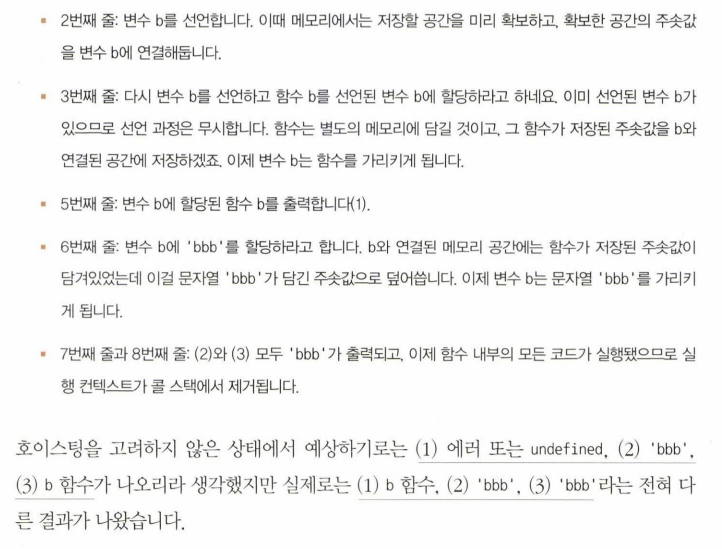 ▪ 2번째 줄: 변수 b를 선언합니다. 이때 메모리에서는 저장할 공간을 미리 확보하고, 확보한 공간의 주솟값
을 변수 b에 연결해둡니다.
▪ 3번째 줄: 다시 변수 b를 선언하고 함수 b를 선언된 변수 b에 할당하라고 하네요. 이미 선언된 변수 b가
있으므로 선언 과정은 무시합니다. 함수는 별도의 메모리에 담길 것이고, 그 함수가 저장된 주솟값을 b와
연결된 공간에 저장하겠죠. 이제 변수 b는 함수를 가리키게 됩니다.
▪ 5번째 줄: 변수 b에 할당된 함수 b를 출력합니다(1).
▪ 6번째 줄: 변수 b에 'bbb'를 할당하라고 합니다. b와 연결된 메모리 공간에는 함수가 저장된 주솟값이
담겨있었는데 이걸 문자열 'bbb'가 담긴 주솟값으로 덮어씁니다. 이제 변수 b는 문자열 'bbb'를 가리키
게 됩니다.
▪ 7번째 줄과 8번째 줄: (2)와 (3) 모두 'bbb'가 출력되고, 이제 함수 내부의 모든 코드가 실행됐으므로 실
행 컨텍스트가 콜 스택에서 제거됩니다.
호이스팅을 고려하지 않은 상태에서 예상하기로는 (1) 에러 또는 undefined, (2) 'bbb',
(3) b 함수가 나오리라 생각했지만 실제로는 (1) b 함수, (2) 'bbb', (3) 'bbb'라는 전혀 다
른 결과가 나왔습니다.